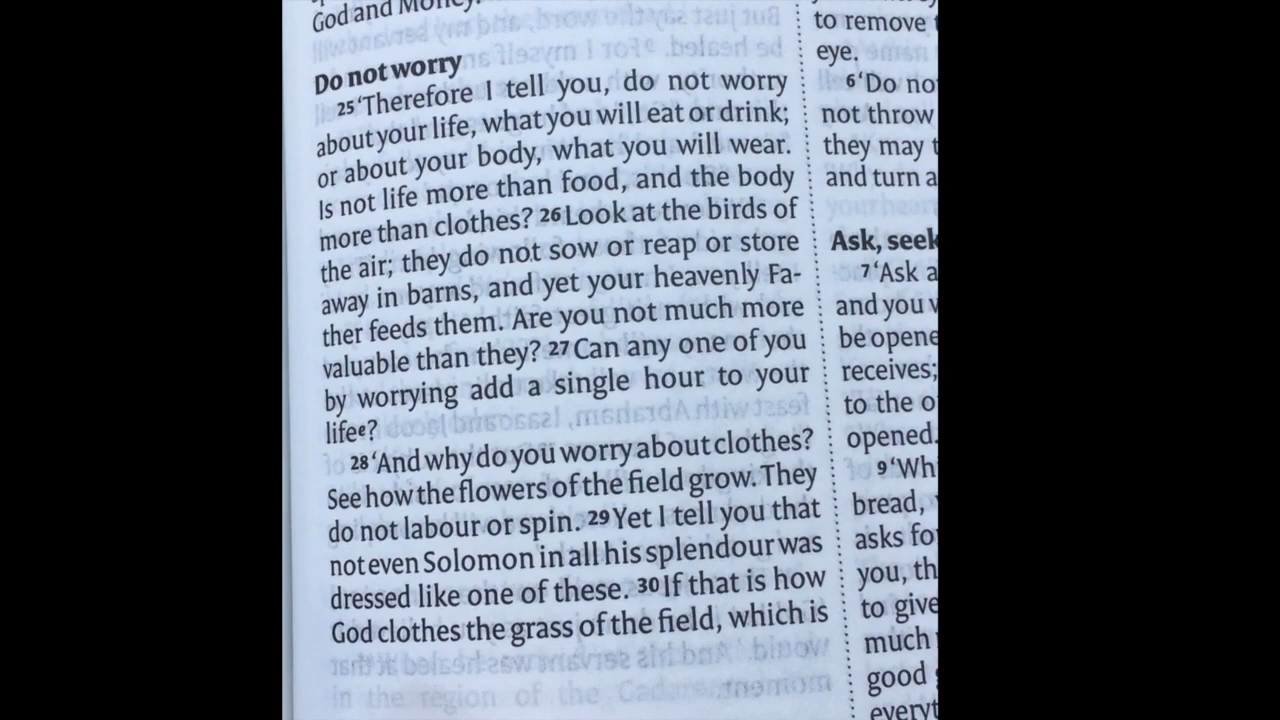 God and Money.
Do not worry
25 ‘Therefore I tell you, do not worry
about your life, what you will eat or drink;
or about your body, what you will wear.
Is not life more than food, and the body
more than clothes? 26 Look at the birds of
the air; they do not sow or reap or store
away in barns, and yet your heavenly Fa-
ther feeds them. Are you not much more
valuable than they? 27 Can any one of you
by worrying add a single hour to your
life e?
28 ‘And why do you worry about clothes?
See how the flowers of the field grow. They
do not labour or spin. 29 Yet I tell you that
not even Solomon in all his splendour was
dressed like one of these. 30 If that is how
God clothes the grass of the field, which is
to remove
eye.
6 ‘Do no
not throw
they may t
and turn a
Ask, seek
7 ‘Ask a
and you
be opene
receives;
to the o
opened.
9 ‘Wh
bread,
asks fo
you, th
to give
much
good
everyt